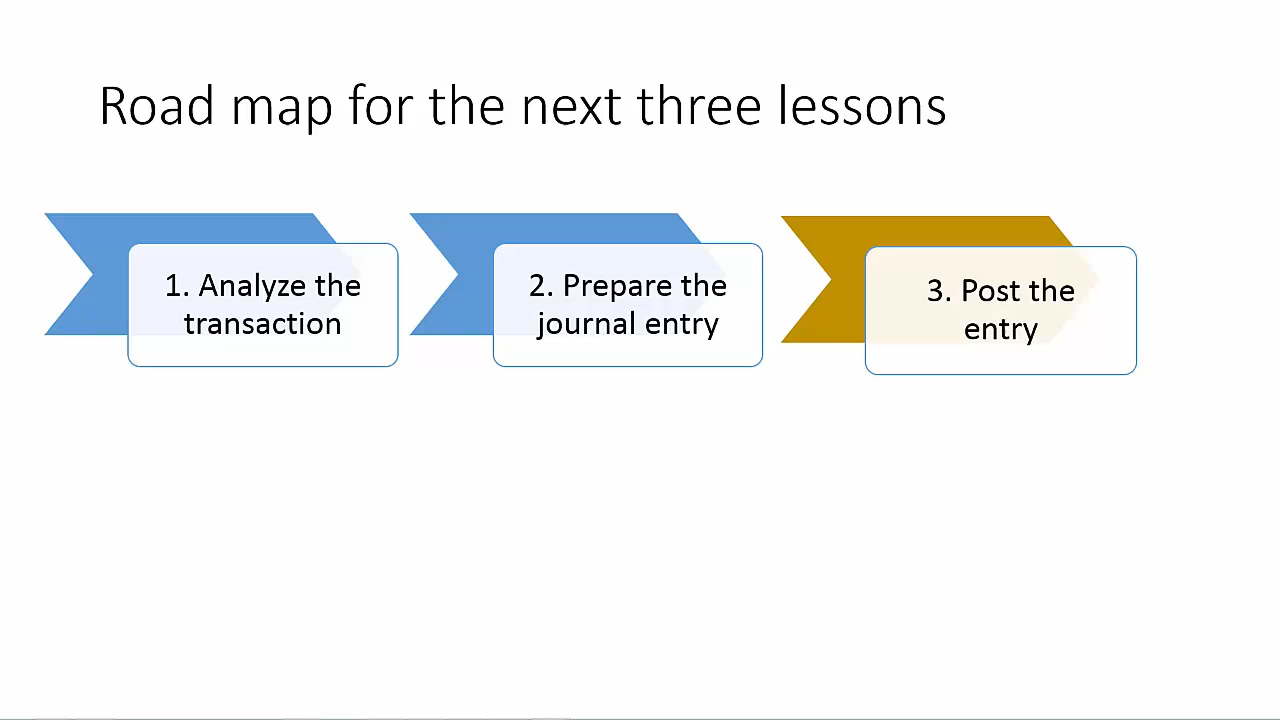 Road map for the next three lessons
1. Analyze the
transaction
2. Prepare the
journal entry
3. Post the
entry